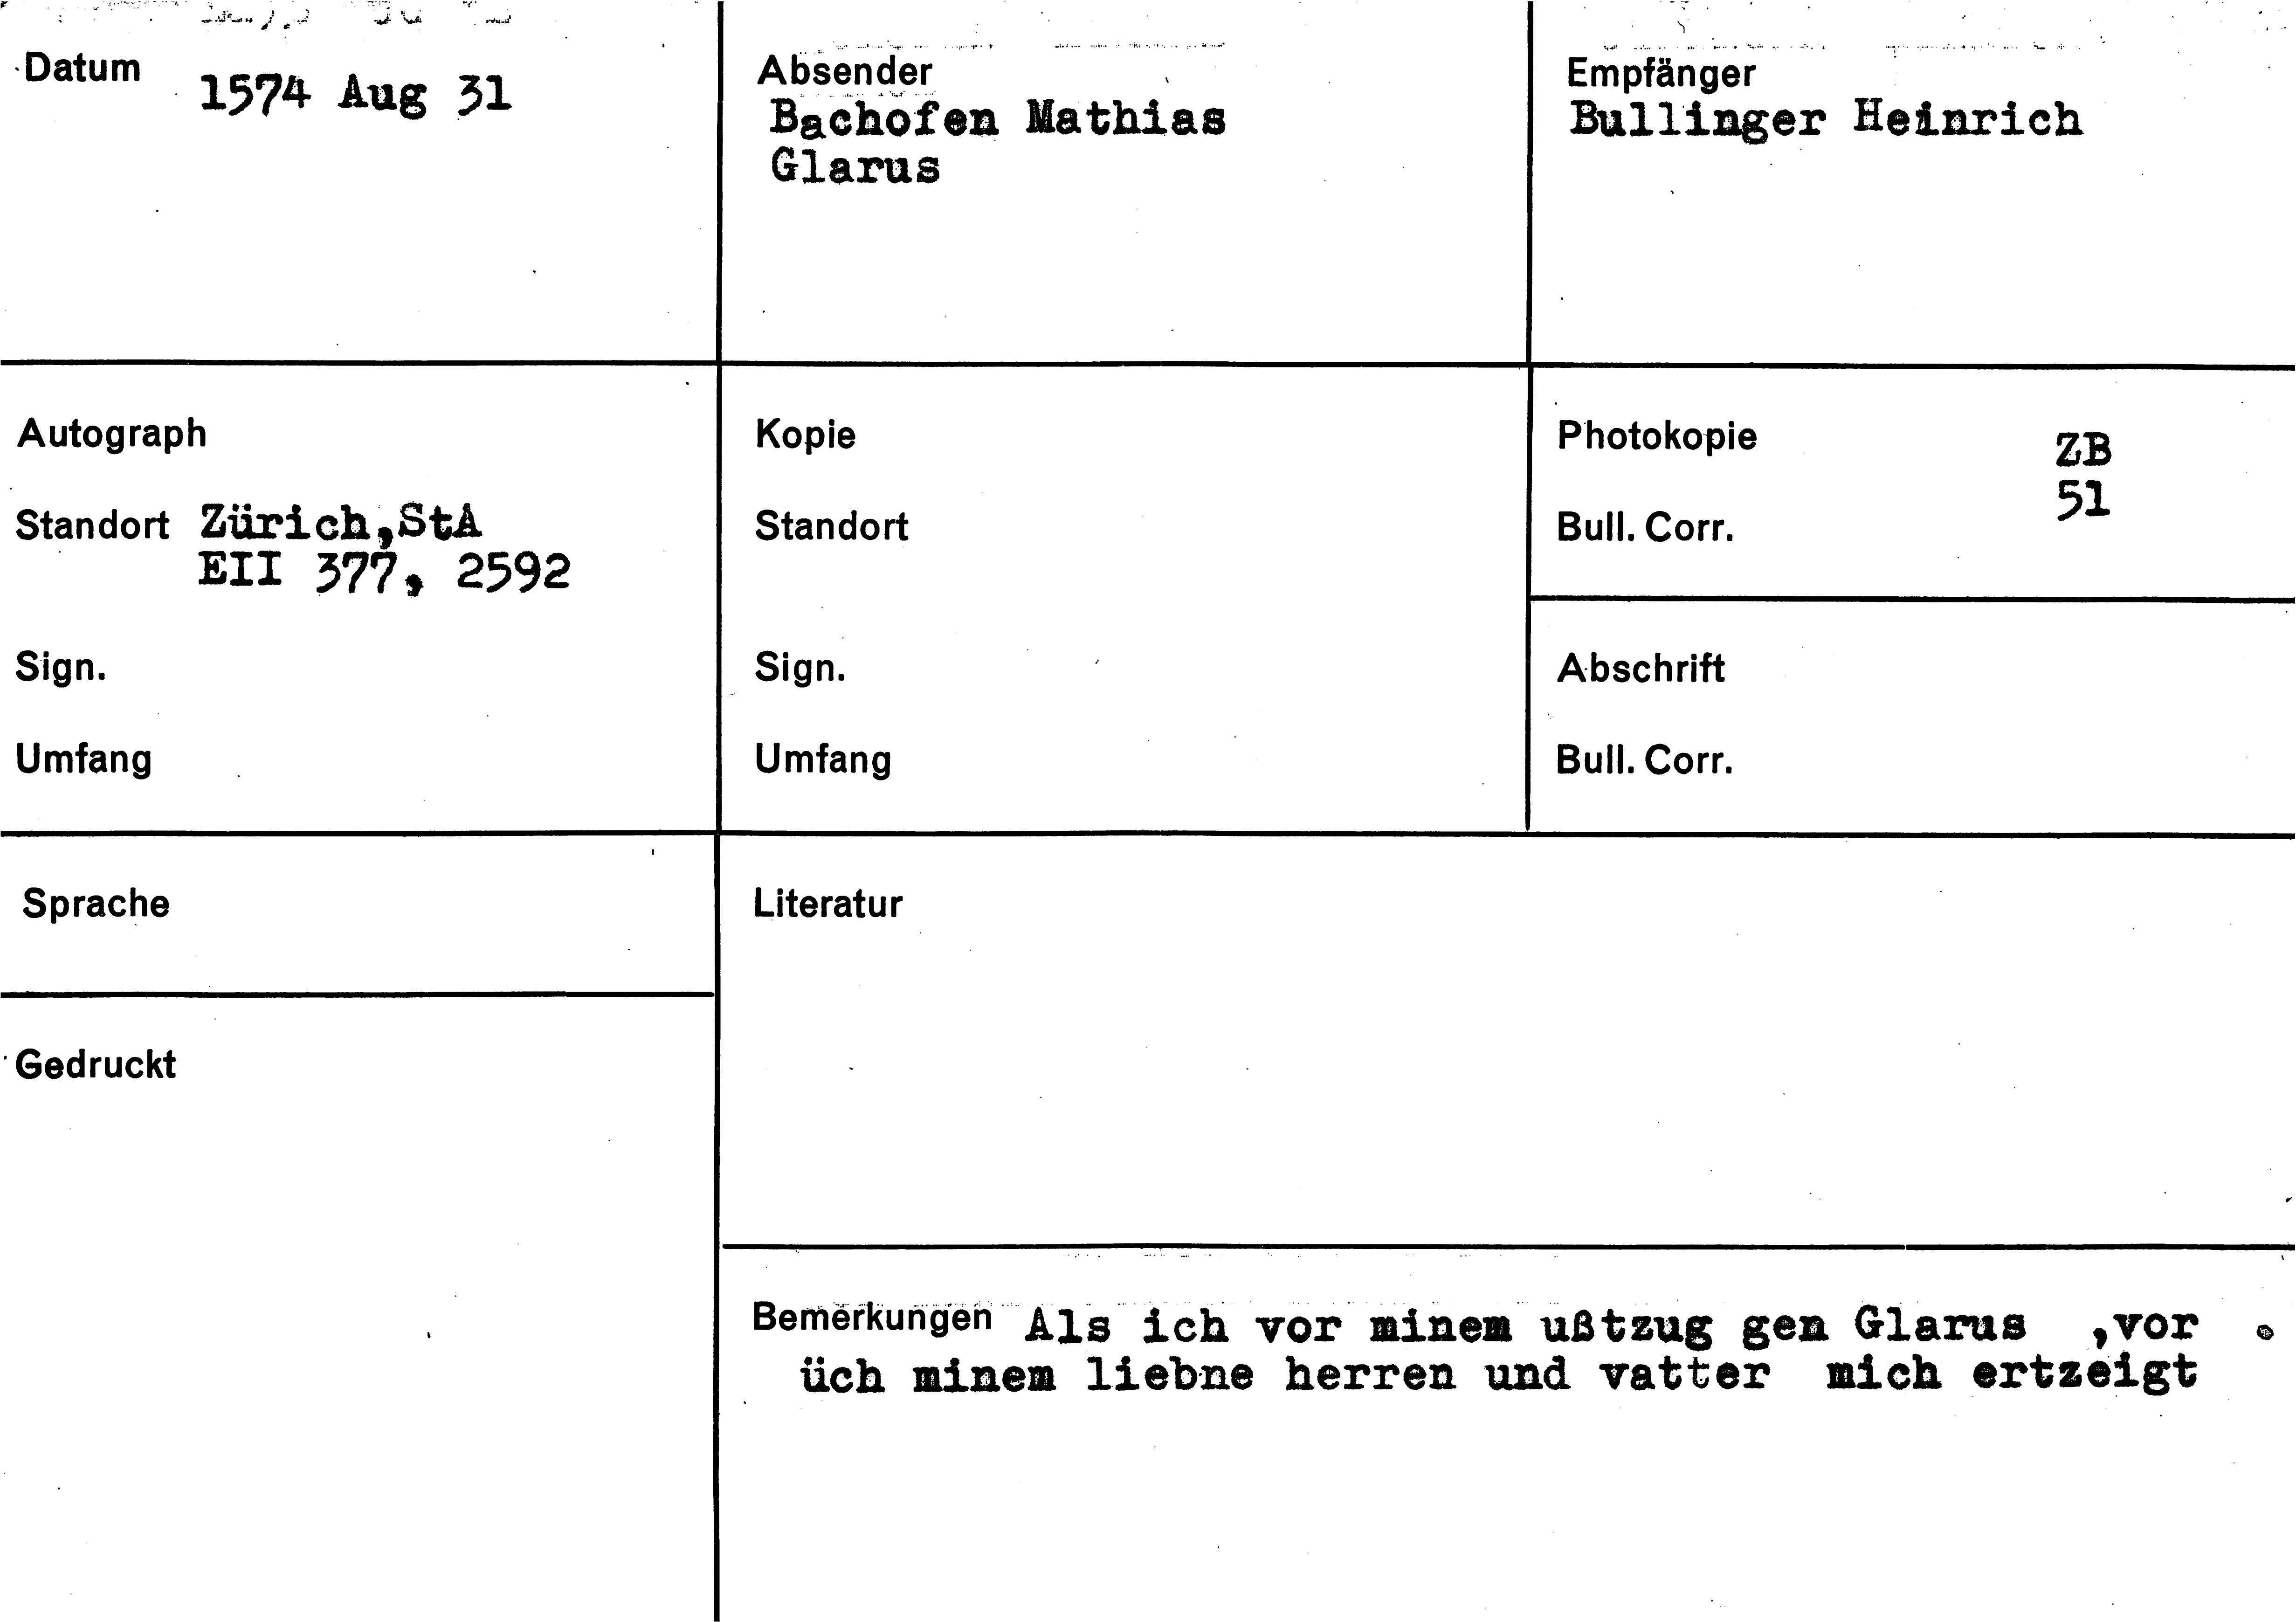 Datum 1574 Aug 31
Absender
Bachofen Mathias
Glarus
Empfänger
Bullinger Heinrich
Autograph
Standort Zürich,StA
EII 377, 2592
Sign.
Umfang
Kopie
Standort
Sign.
Umfang
Photokopie ZB
Bull. Corr. 51
Abschrift
Bull. Corr.
Sprache
Gedruckt
Literatur
Bemerkungen Als ich vor minem ußtzug gen Glarus ,vor
üch minem liebne herren und vatter mich ertzeigt